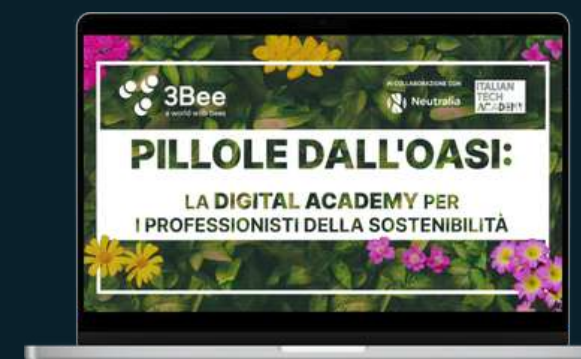 3Bee
a world with bees
IN COLLABORAZIONE CON
Neutralia
ITALIAN
TECH
ACADEMY
PILLOLE DALL'OASI:
LA DIGITAL ACADEMY PER
I PROFESSIONISTI DELLA SOSTENIBILITÀ